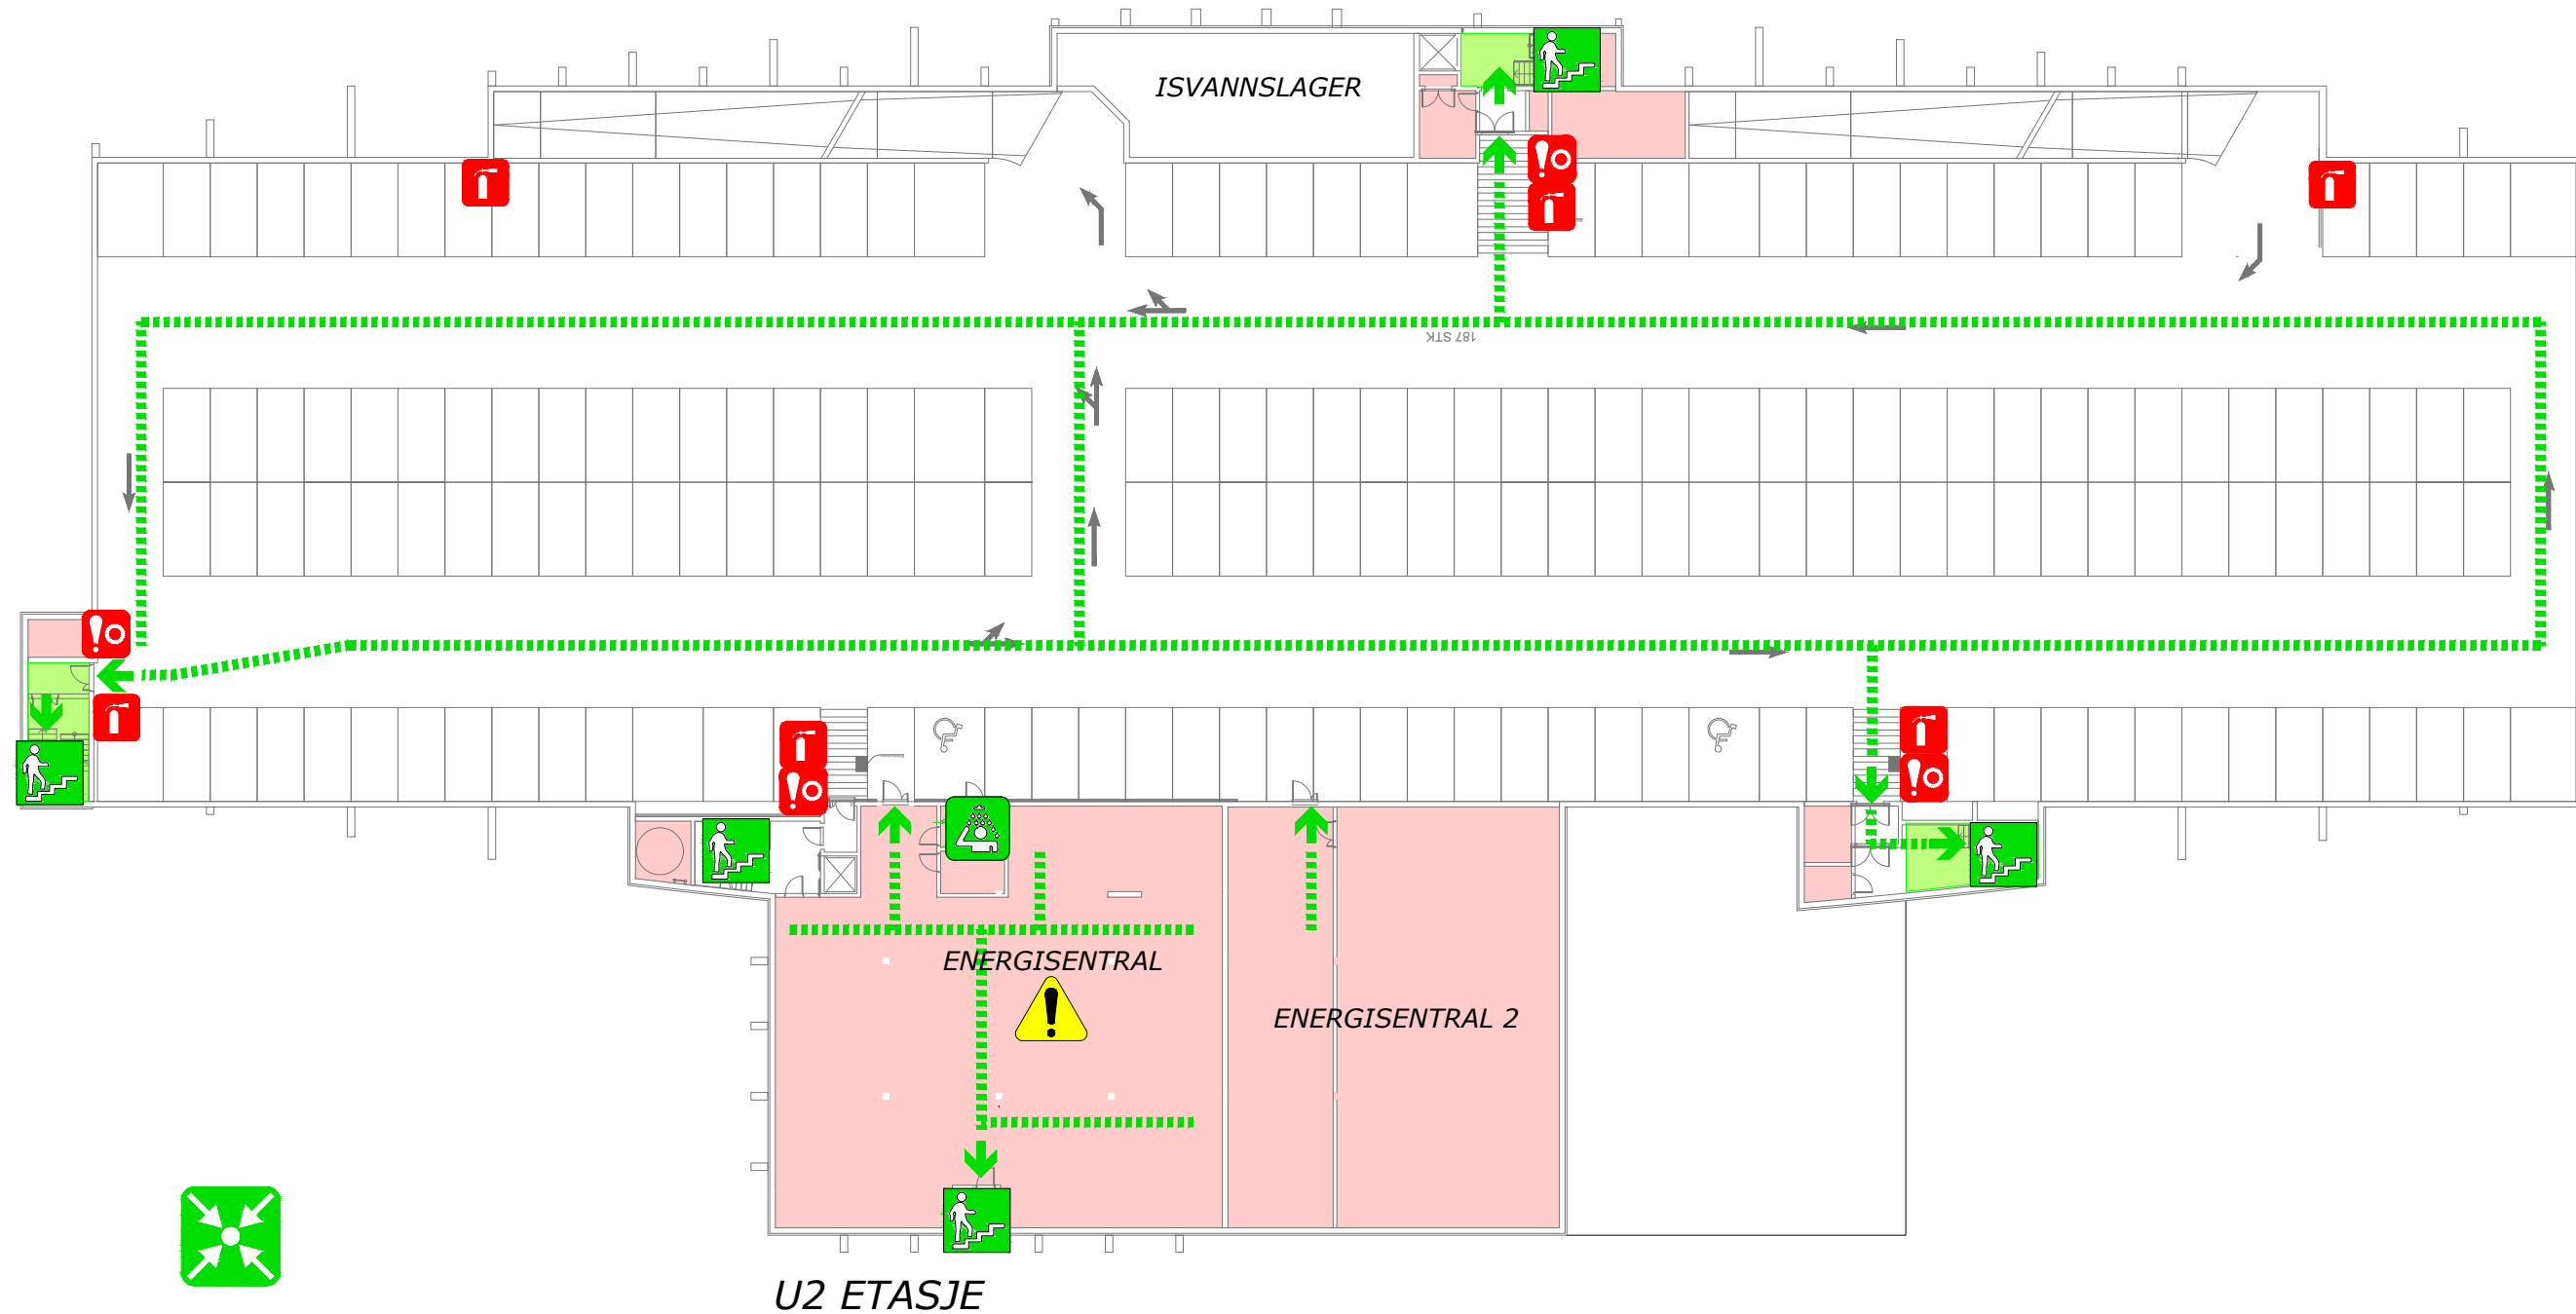 ISVANNSLAGER
187 STK
ENERGISENTRAL
ENERGISENTRAL 2
U2 ETASJE